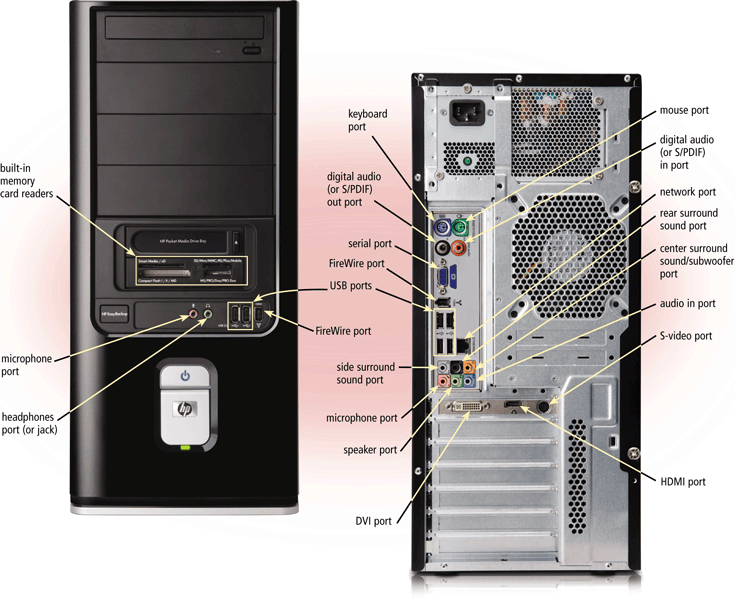 built-in
memory
card readers
HP Pocket Media Drive Bay
HP EasyBackup
microphone
port
headphones
port (or jack)
hp
keyboard
port
digital audio
(or S/PDIF)
out port
serial port
FireWire port
USB ports
FireWire port
side surround
sound port
microphone port
speaker port
DVI port
mouse port
digital audio
(or S/PDIF)
in port
network port
rear surround
sound port
center surround
sound/subwoofer
port
audio in port
S-video port
HDMI port